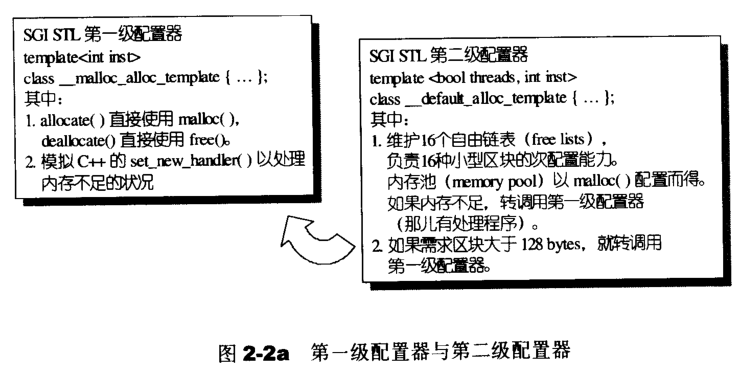 SGI STL 第一级配置器
template<int inst>
class __malloc_alloc_template { … };
其中：
1. allocate( ) 直接使用 malloc( ),
deallocate() 直接使用 free()。
2. 模拟 C++ 的 set_new_handler( ) 以处理
内存不足的状况
SGI STL 第二级配置器
template <bool threads, int inst>
class __default_alloc_template { … };
其中：
1. 维护16个自由链表（free lists），
负责16种小型区块的次配置能力。
内存池（memory pool）以 malloc( ) 配置而得。
如果内存不足，转调用第一级配置器
（那儿有处理程序）。
2. 如果需求区块大于 128 bytes，就转调用
第一级配置器。
图 2-2a 第一级配置器与第二级配置器